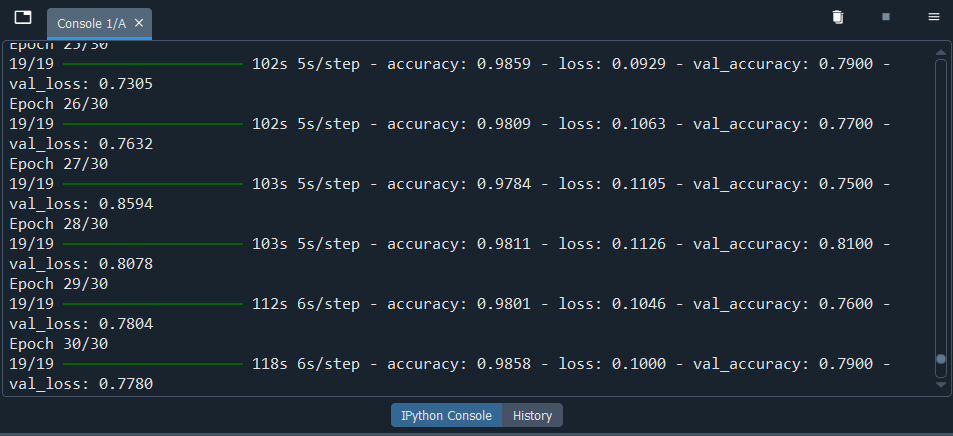 Console 1/A
Epoch 25/30
19/19 102s 5s/step - accuracy: 0.9859 - loss: 0.0929 - val_accuracy: 0.7900 -
val_loss: 0.7305
Epoch 26/30
19/19 102s 5s/step - accuracy: 0.9809 - loss: 0.1063 - val_accuracy: 0.7700 -
val_loss: 0.7632
Epoch 27/30
19/19 103s 5s/step - accuracy: 0.9784 - loss: 0.1105 - val_accuracy: 0.7500 -
val_loss: 0.8594
Epoch 28/30
19/19 103s 5s/step - accuracy: 0.9811 - loss: 0.1126 - val_accuracy: 0.8100 -
val_loss: 0.8078
Epoch 29/30
19/19 112s 6s/step - accuracy: 0.9801 - loss: 0.1046 - val_accuracy: 0.7600 -
val_loss: 0.7804
Epoch 30/30
19/19 118s 6s/step - accuracy: 0.9858 - loss: 0.1000 - val_accuracy: 0.7900 -
val_loss: 0.7780
IPython Console History